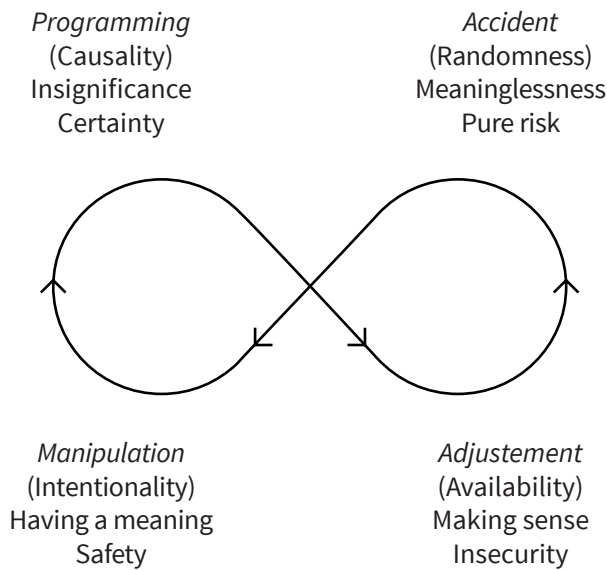 Programming
(Causality)
Insignificance
Certainty
Accident
(Randomness)
Meaninglessness
Pure risk
Manipulation
(Intentionality)
Having a meaning
Safety
Adjustement
(Availability)
Making sense
Insecurity